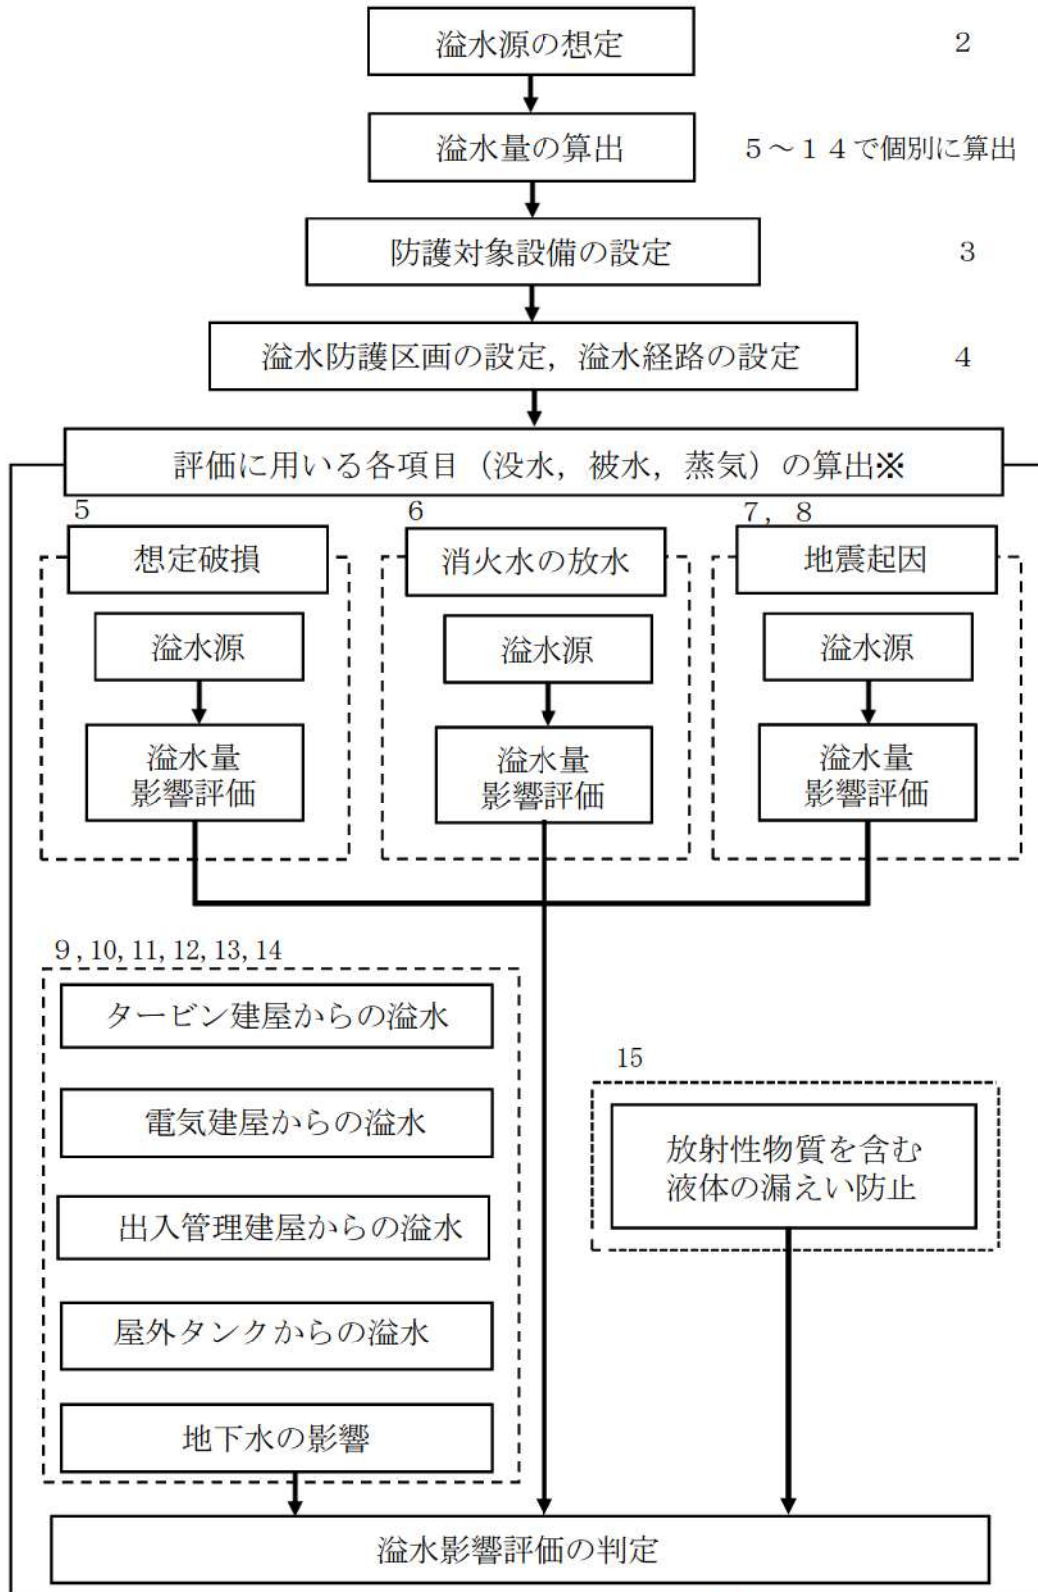 溢水源の想定
２
溢水量の算出
５～１４で個別に算出
防護対象設備の設定
３
溢水防護区画の設定，溢水経路の設定
４
評価に用いる各項目（没水，被水，蒸気）の算出※
５
６
７，８
想定破損
消火水の放水
地震起因
溢水源
溢水源
溢水源
溢水量
影響評価
溢水量
影響評価
溢水量
影響評価
９,10,11,12,13,14
タービン建屋からの溢水
電気建屋からの溢水
出入管理建屋からの溢水
屋外タンクからの溢水
地下水の影響
15
放射性物質を含む
液体の漏えい防止
溢水影響評価の判定